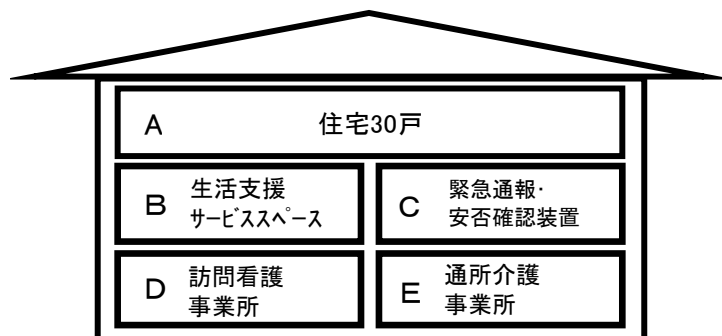 A 住宅30戸
B 生活支援
サービススペース
C 緊急通報・
安否確認装置
D 訪問看護
事業所
E 通所介護
事業所